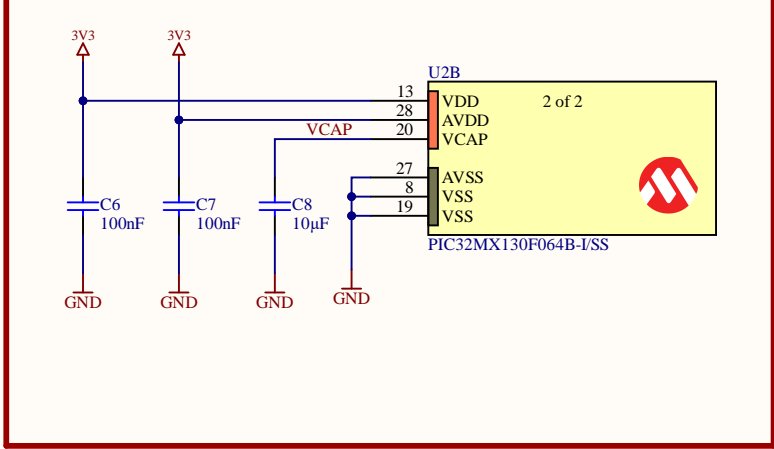 3V3
3V3
U2B
13
VDD
2 of 2
28
AVDD
VCAP
20
VCAP
27
AVSS
8
VSS
19
VSS
C6
100nF
C7
100nF
C8
10µF
PIC32MX130F064B-I/SS
GND
GND
GND
GND